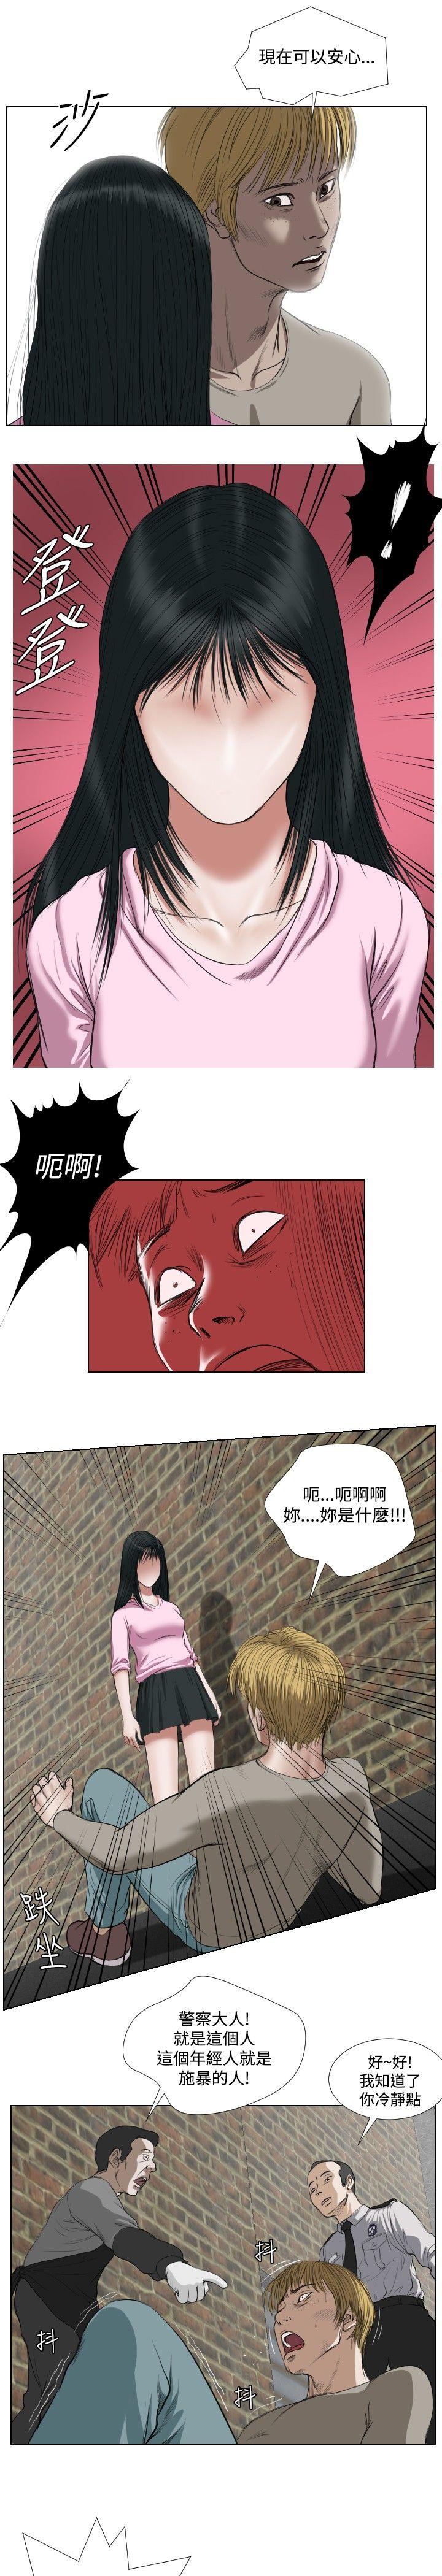 現在可以安心...
沙
!
登
登
呃啊!
呃...呃啊啊
妳....妳是什麼!!!
跌
坐
警察大人!
就是這個人
這個年經人就是
施暴的人!
好~好!
我知道了
你冷靜點
抖
抖
抖